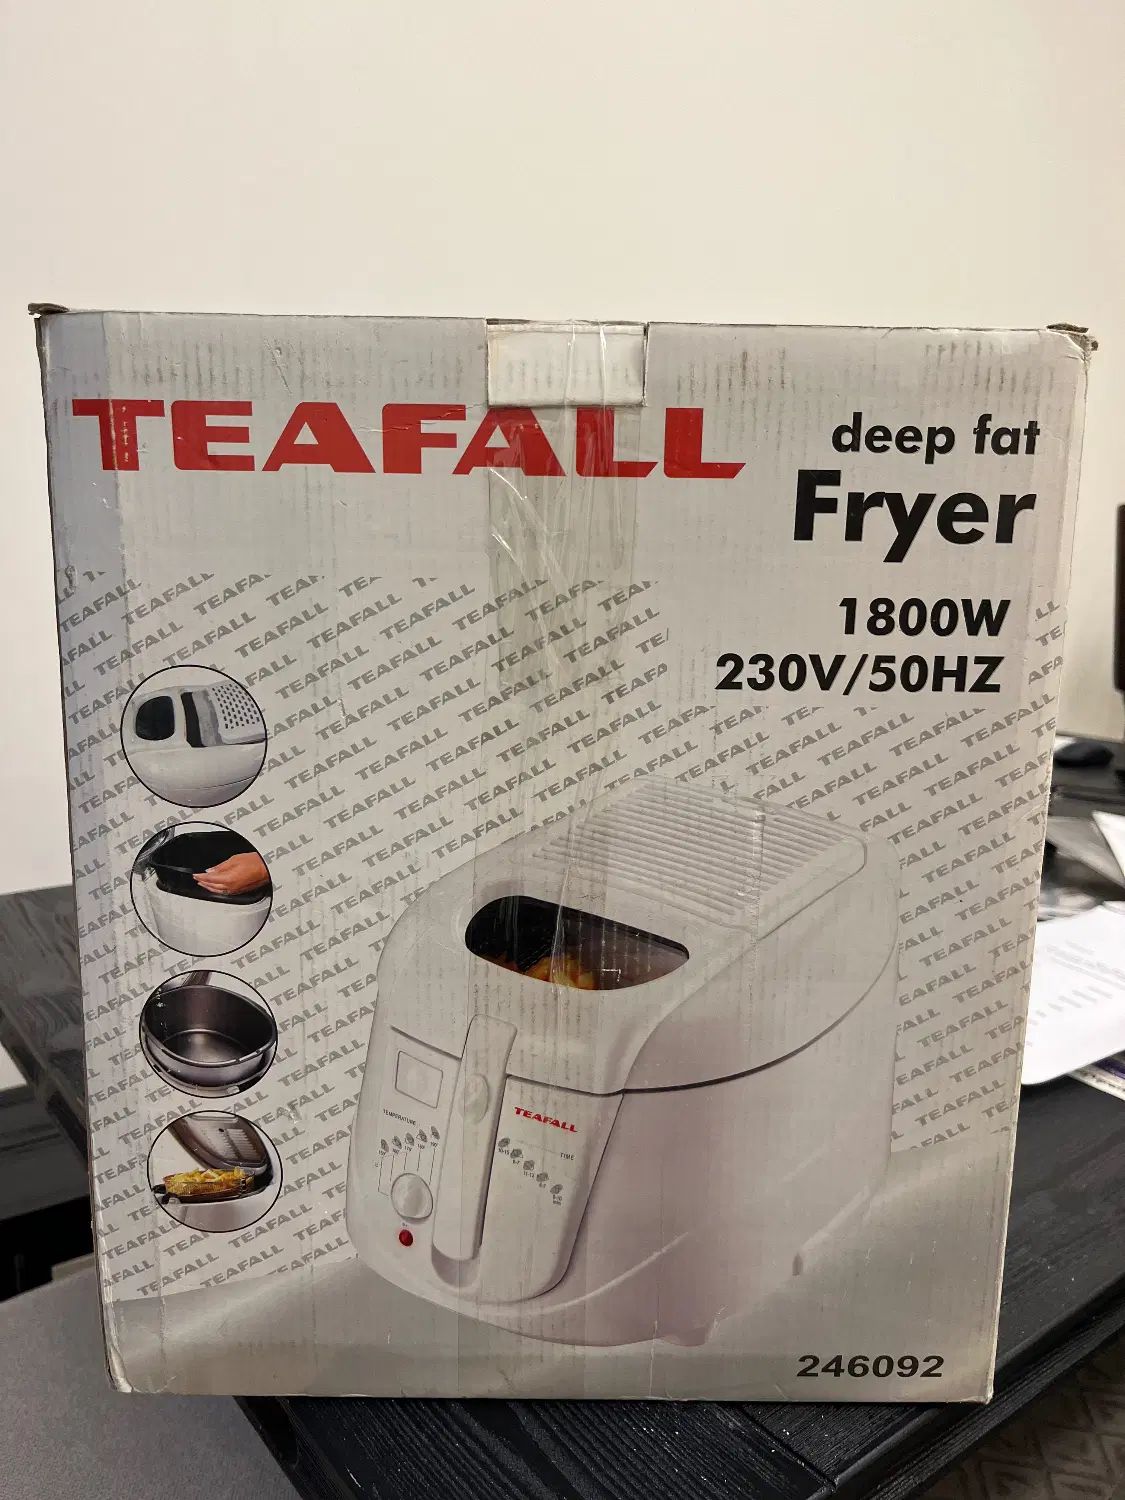 TEAFALL
deep fat
Fryer
1800W
230V/50HZ
TEAFALL
TEMPERATURE
TIME
246092